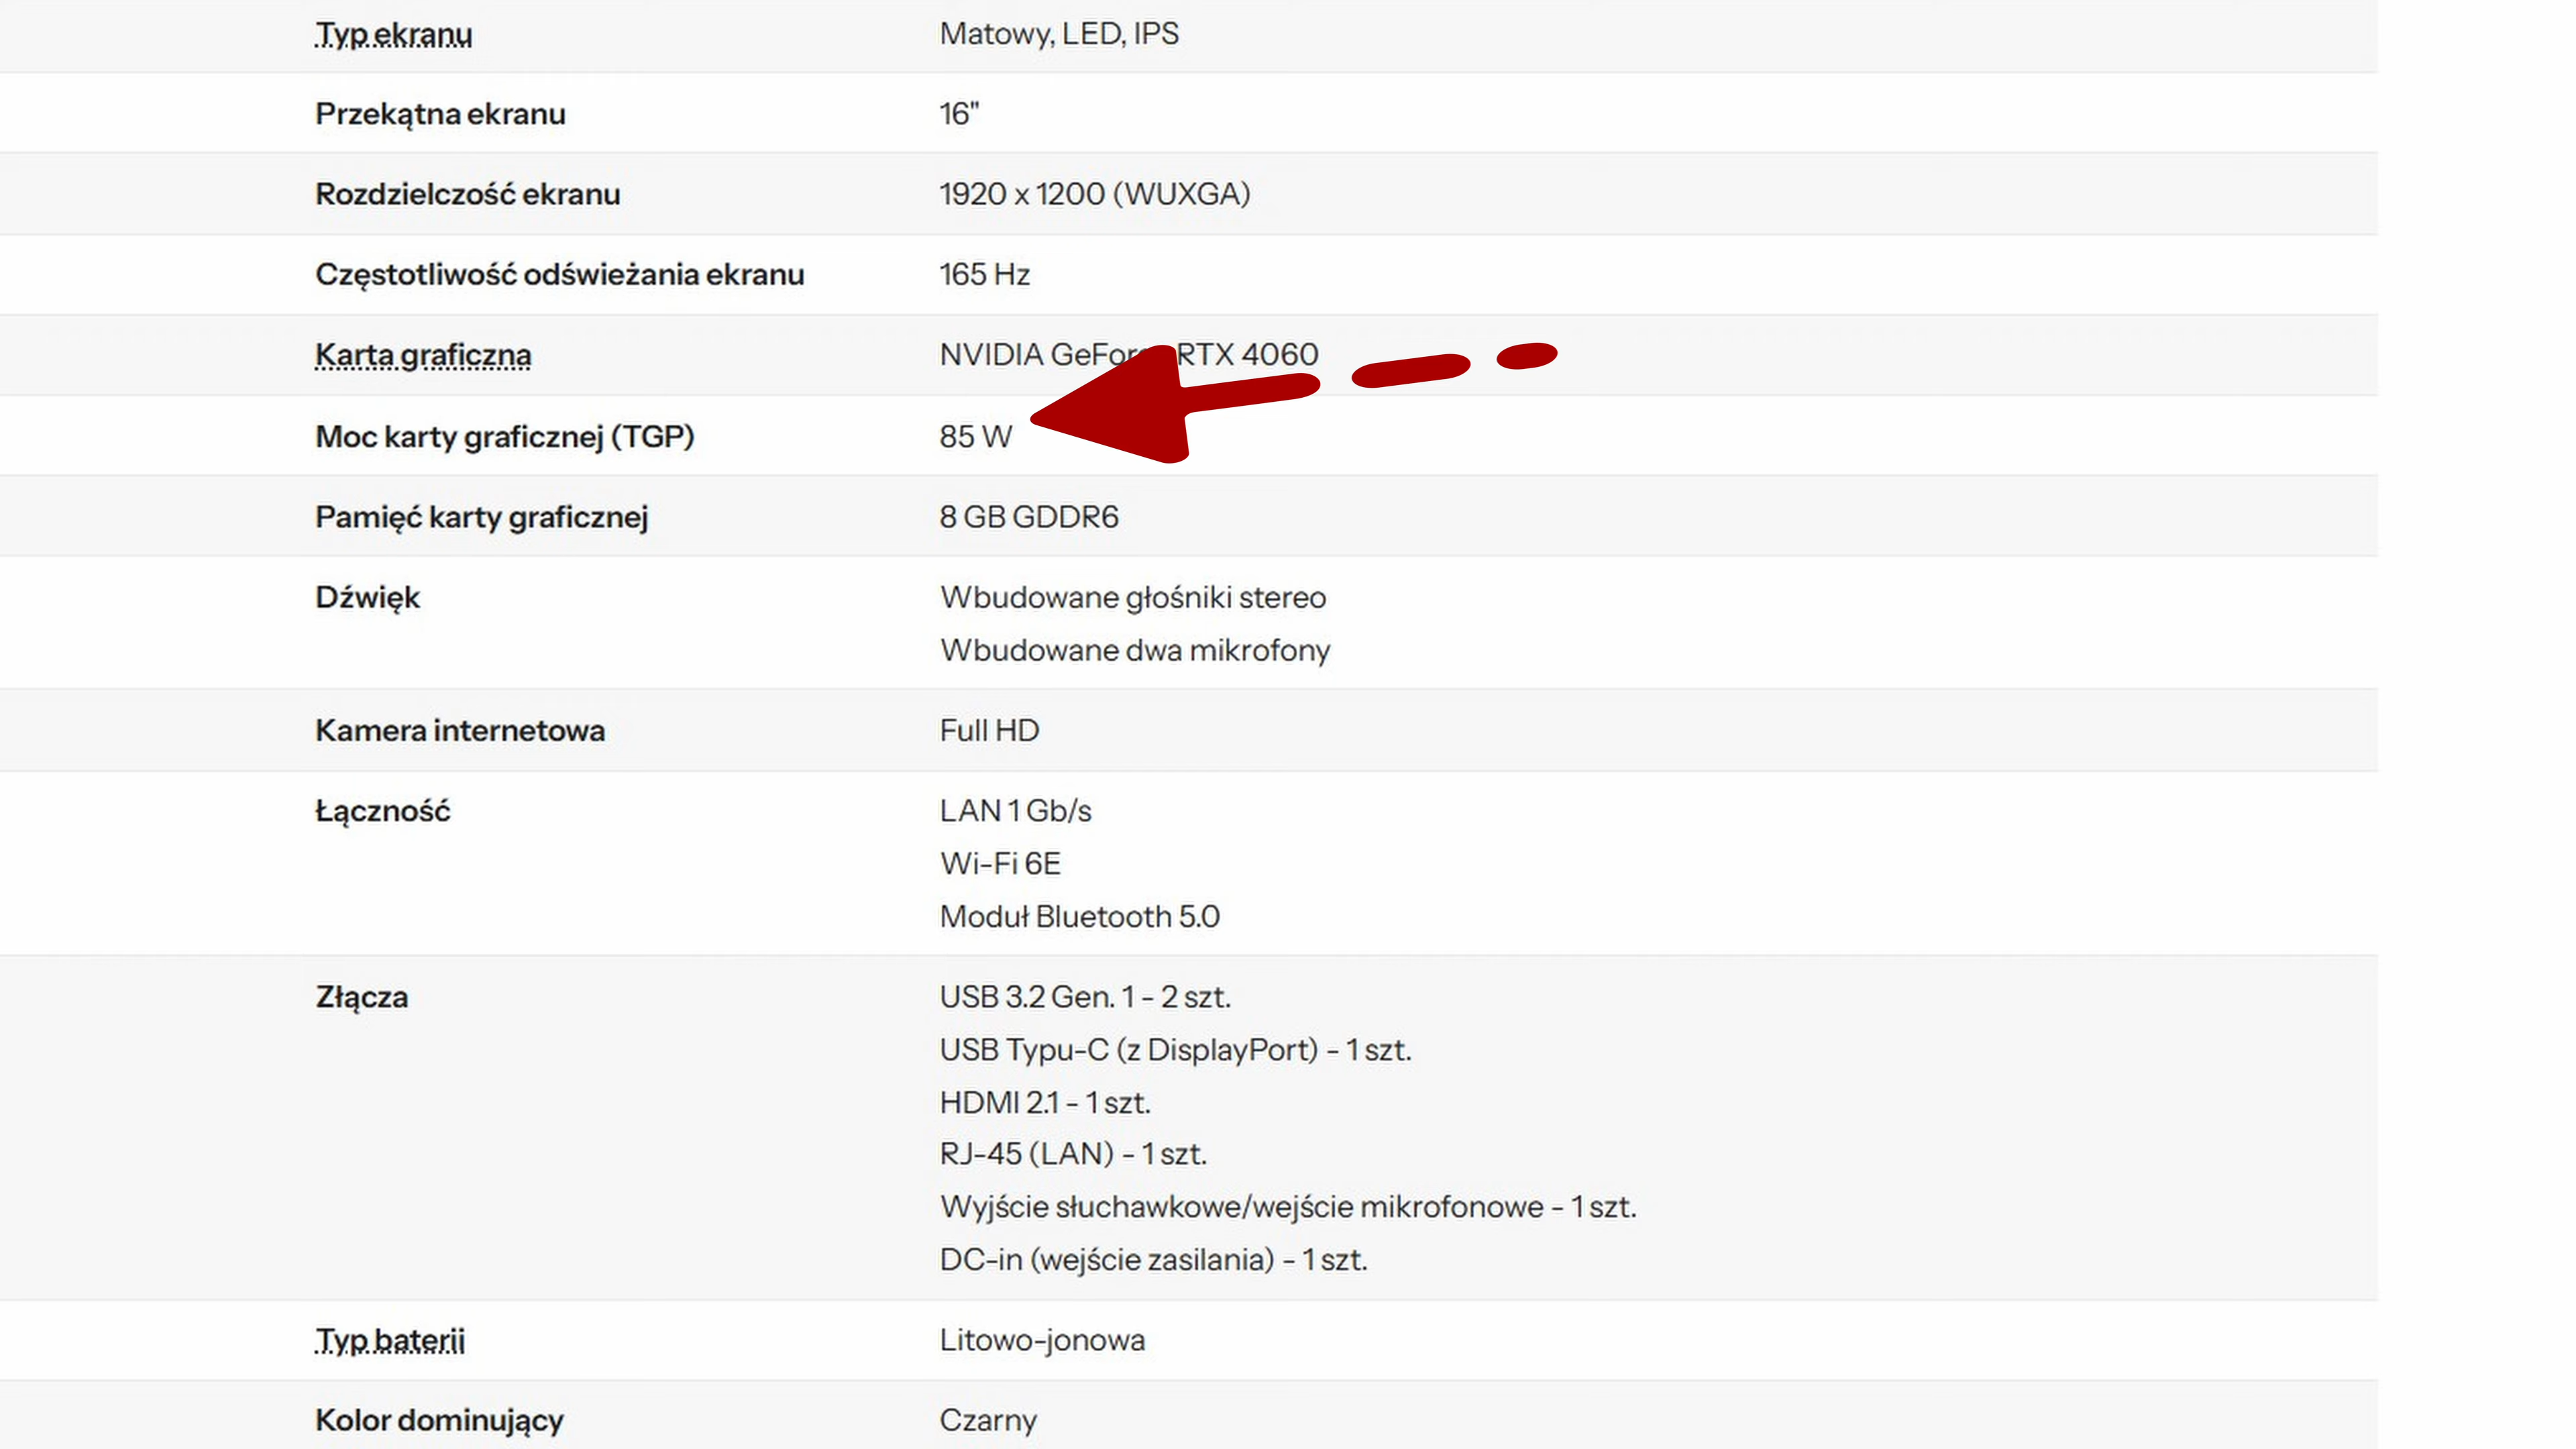 Typ ekranu Matowy, LED, IPS
Przekątna ekranu 16"
Rozdzielczość ekranu 1920 x 1200 (WUXGA)
Częstotliwość odświeżania ekranu 165 Hz
Karta graficzna NVIDIA GeForce RTX 4060
Moc karty graficznej (TGP) 85 W
Pamięć karty graficznej 8 GB GDDR6
Dźwięk Wbudowane głośniki stereo
Wbudowane dwa mikrofony
Kamera internetowa Full HD
Łączność LAN 1 Gb/s
Wi-Fi 6E
Moduł Bluetooth 5.0
Złącza USB 3.2 Gen. 1 - 2 szt.
USB Typu-C (z DisplayPort) - 1 szt.
HDMI 2.1 - 1 szt.
RJ-45 (LAN) - 1 szt.
Wyjście słuchawkowe/wejście mikrofonowe - 1 szt.
DC-in (wejście zasilania) - 1 szt.
Typ baterii Litowo-jonowa
Kolor dominujący Czarny